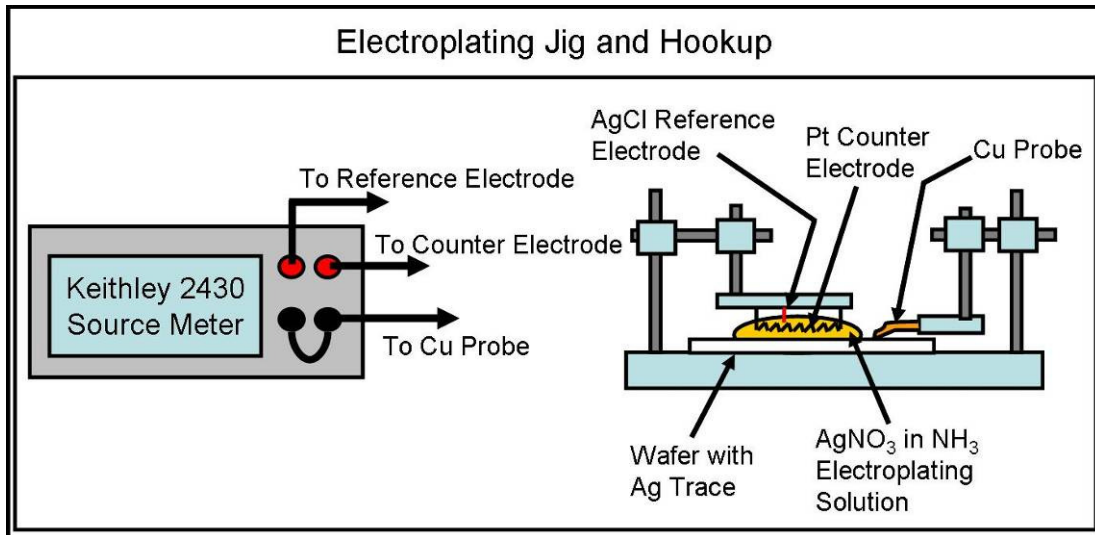 Electroplating Jig and Hookup
To Reference Electrode
To Counter Electrode
Keithley 2430
Source Meter
To Cu Probe
AgCl Reference
Electrode
Pt Counter
Electrode
Cu Probe
Wafer with
Ag Trace
AgNO₃ in NH₃
Electroplating
Solution